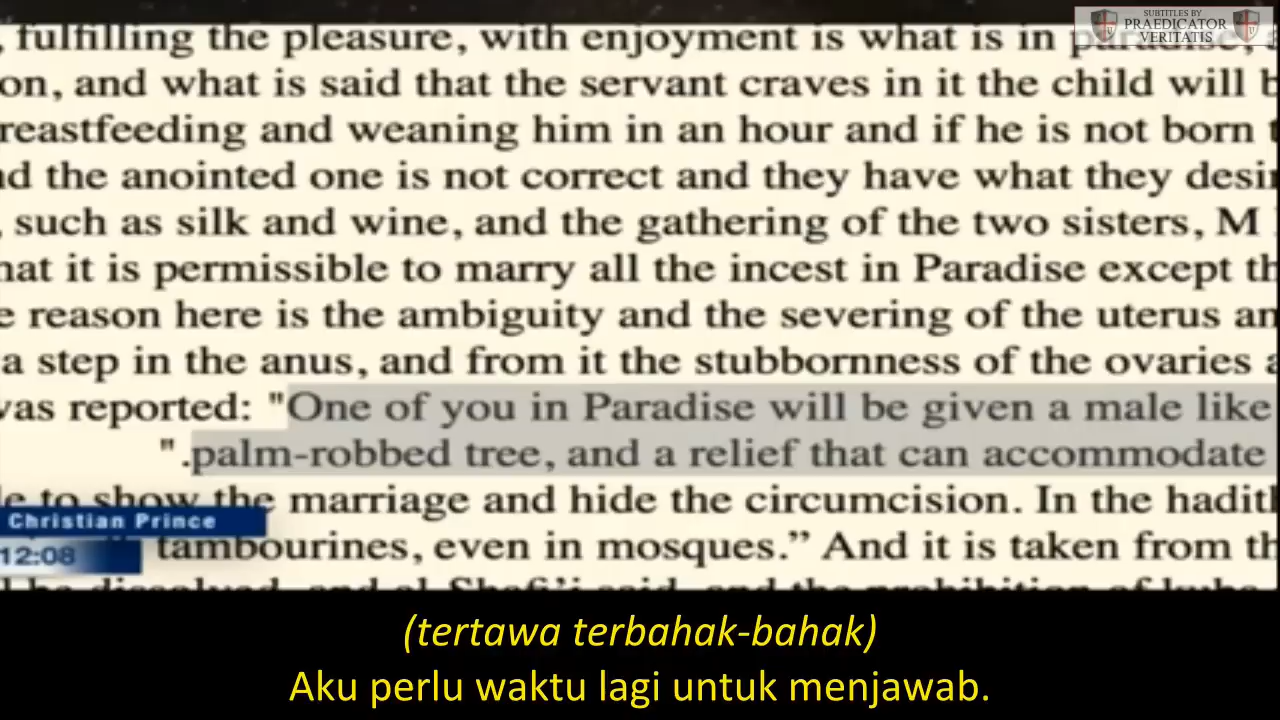 SUBTITLES BY
PRAEDICATOR
VERITATIS
, fulfilling the pleasure, with enjoyment is what is in
on, and what is said that the servant craves in it the child will b
reastfeeding and weaning him in an hour and if he is not born t
nd the anointed one is not correct and they have what they desir
, such as silk and wine, and the gathering of the two sisters, M
hat it is permissible to marry all the incest in Paradise except th
e reason here is the ambiguity and the severing of the uterus an
a step in the anus, and from it the stubbornness of the ovaries a
was reported: "One of you in Paradise will be given a male like
".palm-robbed tree, and a relief that can accommodate
le to show the marriage and hide the circumcision. In the hadith
Christian Prince
tambourines, even in mosques.” And it is taken from th
12:08
(tertawa terbahak-bahak)
Aku perlu waktu lagi untuk menjawab.